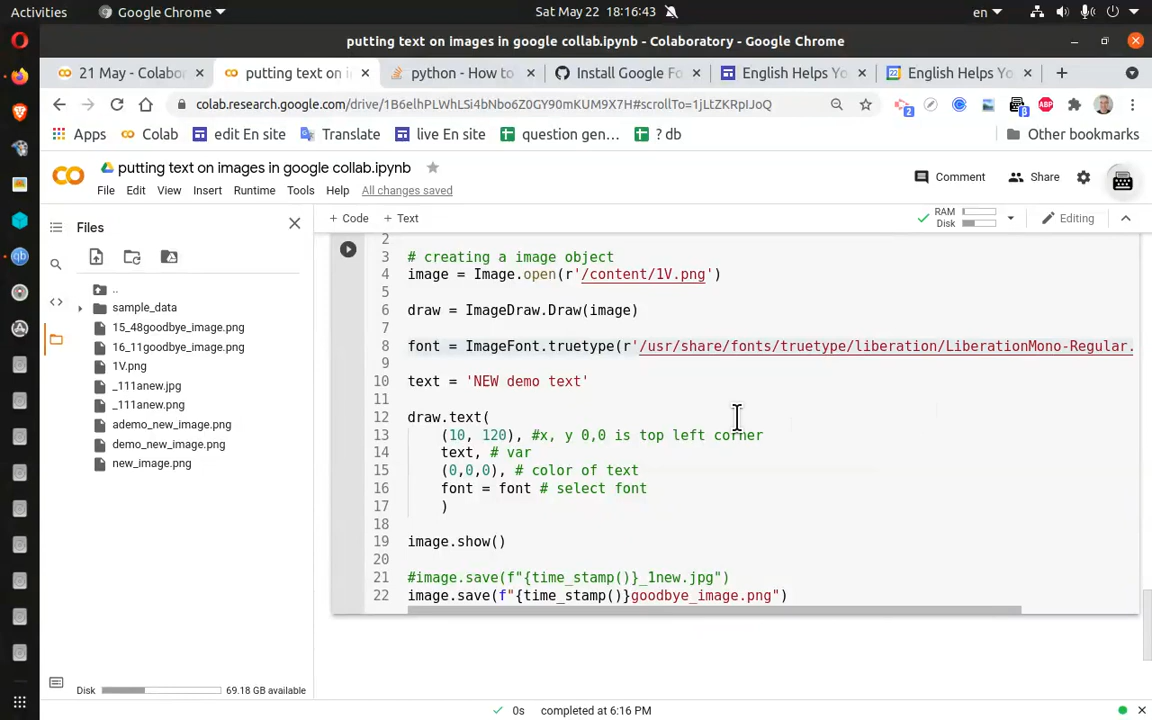 Activities
Google Chrome
Sat May 22 18:16:43
en
putting text on images in google collab.ipynb - Colaboratory - Google Chrome
21 May - Colabor
putting text on i
python - How to
Install Google Fo
English Helps Yo
English Helps Yo
colab.research.google.com/drive/1B6elhPLWhLSi4bNbo6Z0GY90mKUM9X7H#scrollTo=1jLtZKRpIJoQ
Apps
Colab
edit En site
Translate
live En site
question gen...
? db
Other bookmarks
putting text on images in google collab.ipynb
File Edit View Insert Runtime Tools Help All changes saved
Comment
Share
+ Code + Text
RAM
Disk
Editing
Files
..
sample_data
15_48goodbye_image.png
16_11goodbye_image.png
1V.png
_111anew.jpg
_111anew.png
ademo_new_image.png
demo_new_image.png
new_image.png
Disk
69.18 GB available
2
3 # creating a image object
4 image = Image.open(r'/content/1V.png')
5
6 draw = ImageDraw.Draw(image)
7
8 font = ImageFont.truetype(r'/usr/share/fonts/truetype/liberation/LiberationMono-Regular.
9
10 text = 'NEW demo text'
11
12 draw.text(
13 (10, 120), #x, y 0,0 is top left corner
14 text, # var
15 (0,0,0), # color of text
16 font = font # select font
17 )
18
19 image.show()
20
21 #image.save(f"{time_stamp()}_1new.jpg")
22 image.save(f"{time_stamp()}goodbye_image.png")
0s completed at 6:16 PM